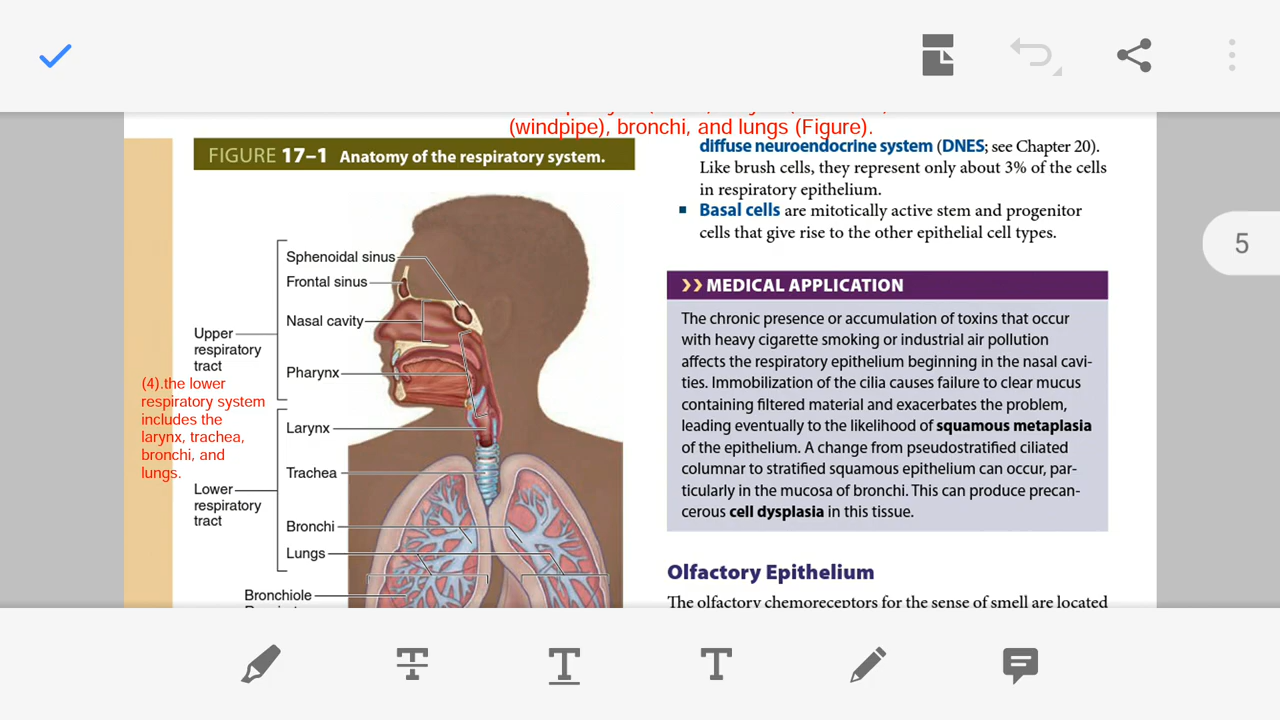 (windpipe), bronchi, and lungs (Figure).
FIGURE 17–1 Anatomy of the respiratory system.
Sphenoidal sinus
Frontal sinus
Nasal cavity
Upper
respiratory
tract
Pharynx
(4).the lower
respiratory system
includes the
larynx, trachea,
bronchi, and
lungs.
Larynx
Trachea
Lower
respiratory
tract
Bronchi
Lungs
Bronchiole
diffuse neuroendocrine system (DNES; see Chapter 20).
Like brush cells, they represent only about 3% of the cells
in respiratory epithelium.
▪ Basal cells are mitotically active stem and progenitor
cells that give rise to the other epithelial cell types.
›› MEDICAL APPLICATION
The chronic presence or accumulation of toxins that occur
with heavy cigarette smoking or industrial air pollution
affects the respiratory epithelium beginning in the nasal cavi-
ties. Immobilization of the cilia causes failure to clear mucus
containing filtered material and exacerbates the problem,
leading eventually to the likelihood of squamous metaplasia
of the epithelium. A change from pseudostratified ciliated
columnar to stratified squamous epithelium can occur, par-
ticularly in the mucosa of bronchi. This can produce precan-
cerous cell dysplasia in this tissue.
Olfactory Epithelium
The olfactory chemoreceptors for the sense of smell are located
5
T
T
T